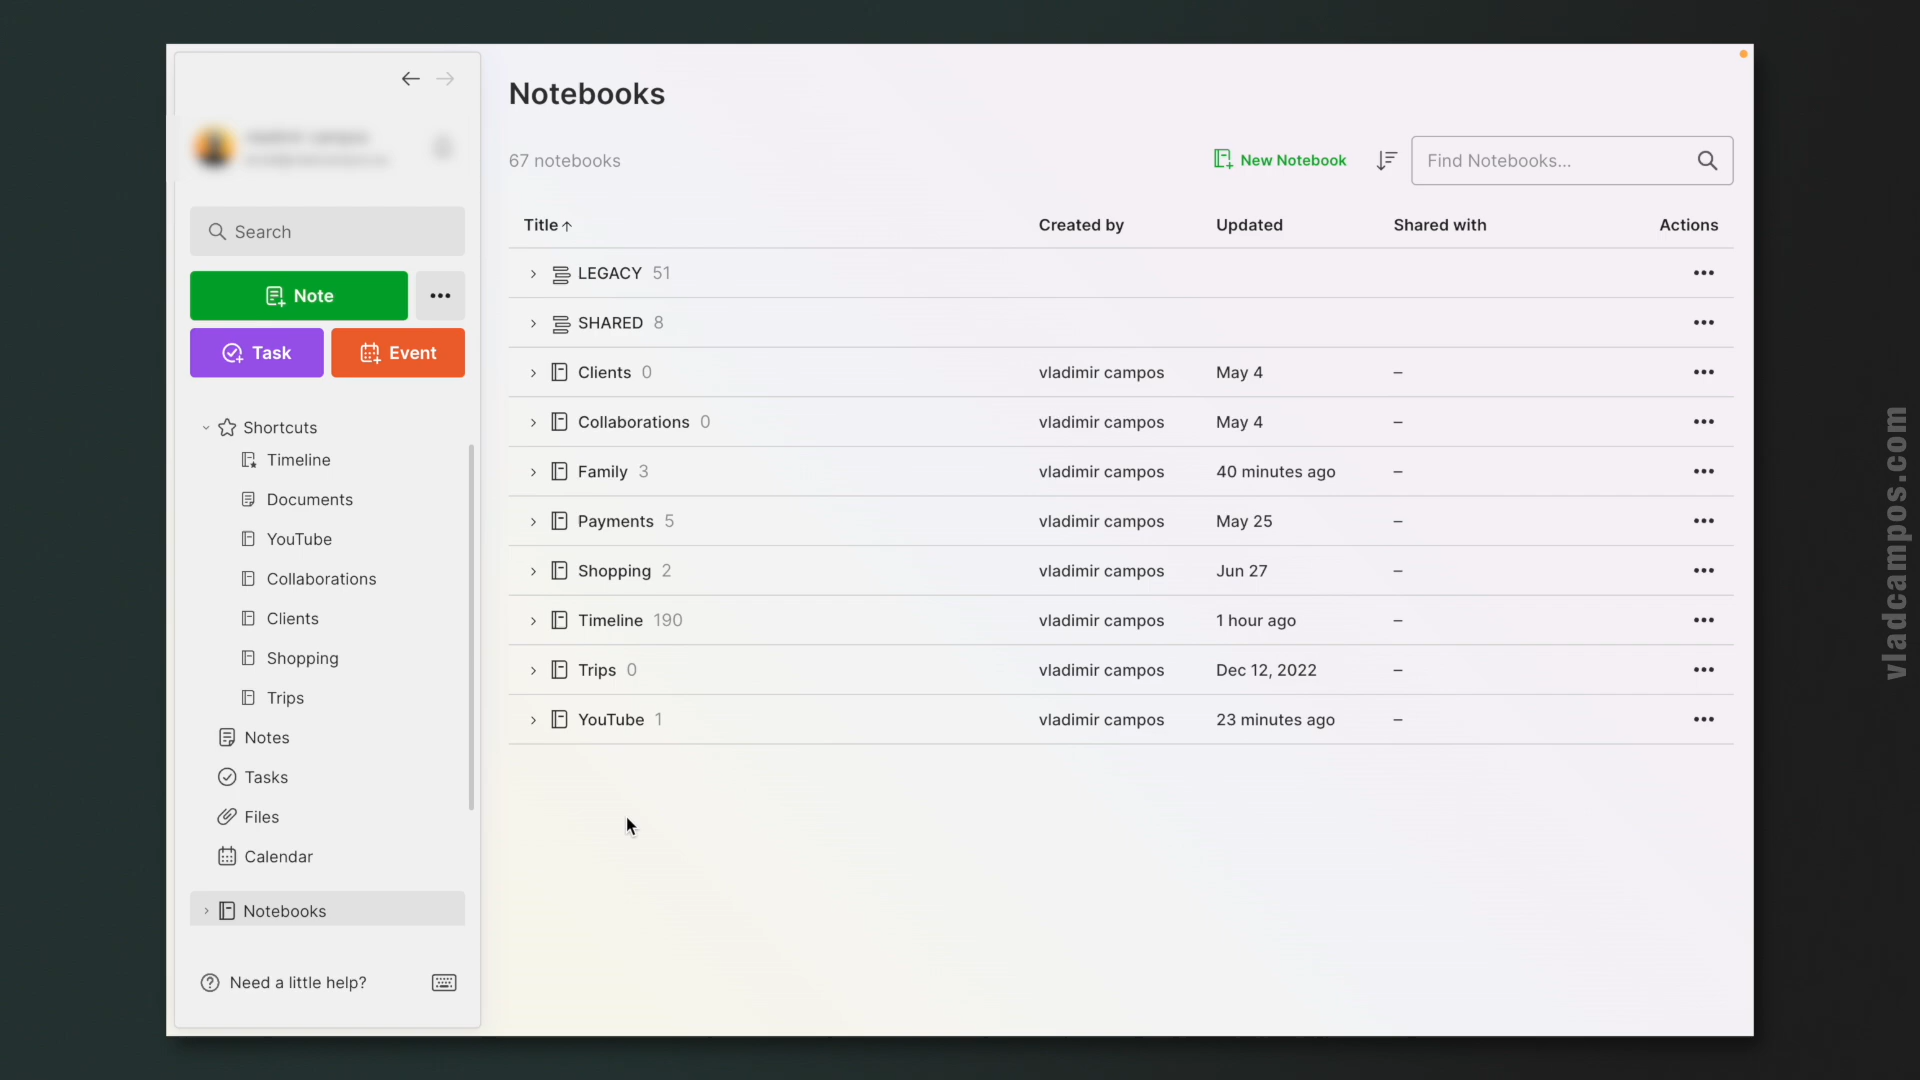 Notebooks
67 notebooks
New Notebook
Find Notebooks...
Search
Note
Task
Event
Shortcuts
Timeline
Documents
YouTube
Collaborations
Clients
Shopping
Trips
Notes
Tasks
Files
Calendar
Notebooks
Need a little help?
Title Created by Updated Shared with Actions
LEGACY 51
SHARED 8
Clients 0 vladimir campos May 4 –
Collaborations 0 vladimir campos May 4 –
Family 3 vladimir campos 40 minutes ago –
Payments 5 vladimir campos May 25 –
Shopping 2 vladimir campos Jun 27 –
Timeline 190 vladimir campos 1 hour ago –
Trips 0 vladimir campos Dec 12, 2022 –
YouTube 1 vladimir campos 23 minutes ago –
vladcampos.com